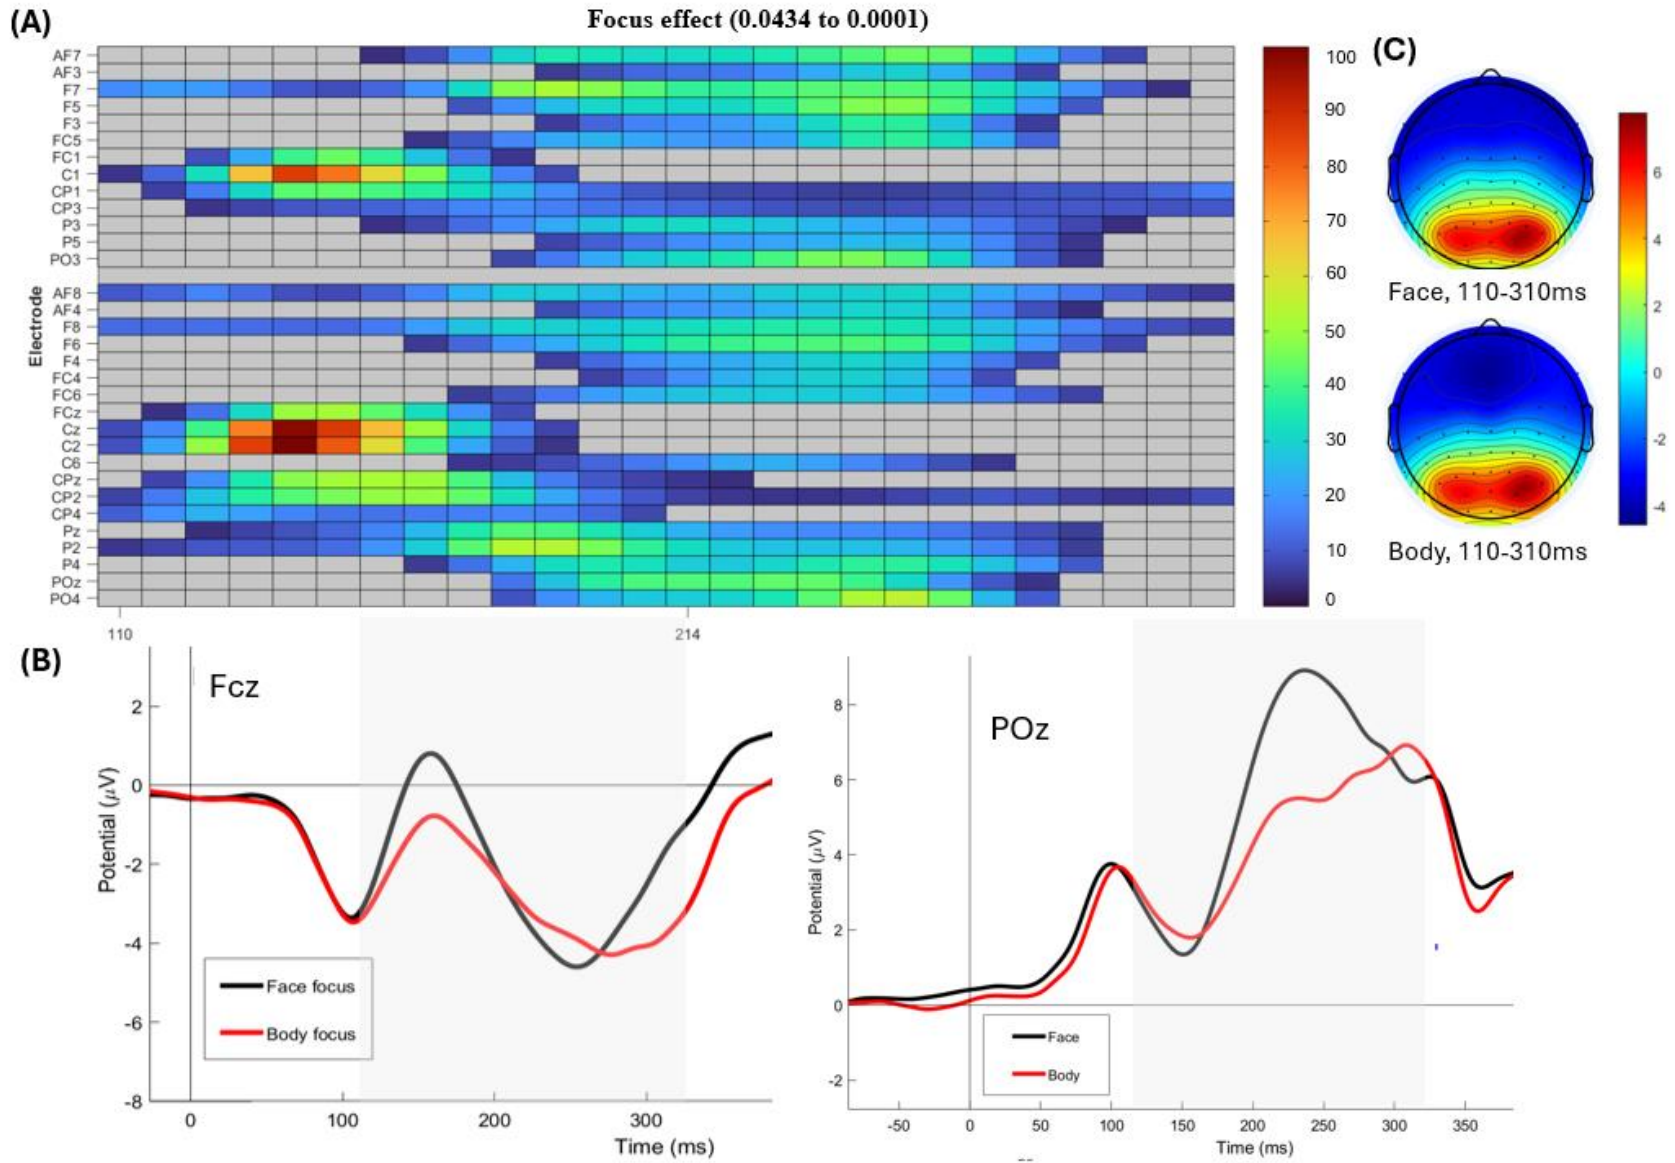 (A)
Focus effect (0.0434 to 0.0001)
Electrode
AF7
AF3
F7
F5
F3
FC5
FC1
C1
CP1
CP3
P3
P5
PO3
AF8
AF4
F8
F6
F4
FC4
FC6
FCz
Cz
C2
C6
CPz
CP2
CP4
Pz
P2
P4
POz
PO4
110
214
100
90
80
70
60
50
40
30
20
10
0
(C)
Face, 110-310ms
Body, 110-310ms
6
4
2
0
-2
-4
(B)
Fcz
Potential (μV)
2
0
-2
-4
-6
-8
Face focus
Body focus
0
100
200
300
Time (ms)
POz
Potential (μV)
8
6
4
2
0
-2
Face
Body
-50
0
50
100
150
200
250
300
350
Time (ms)